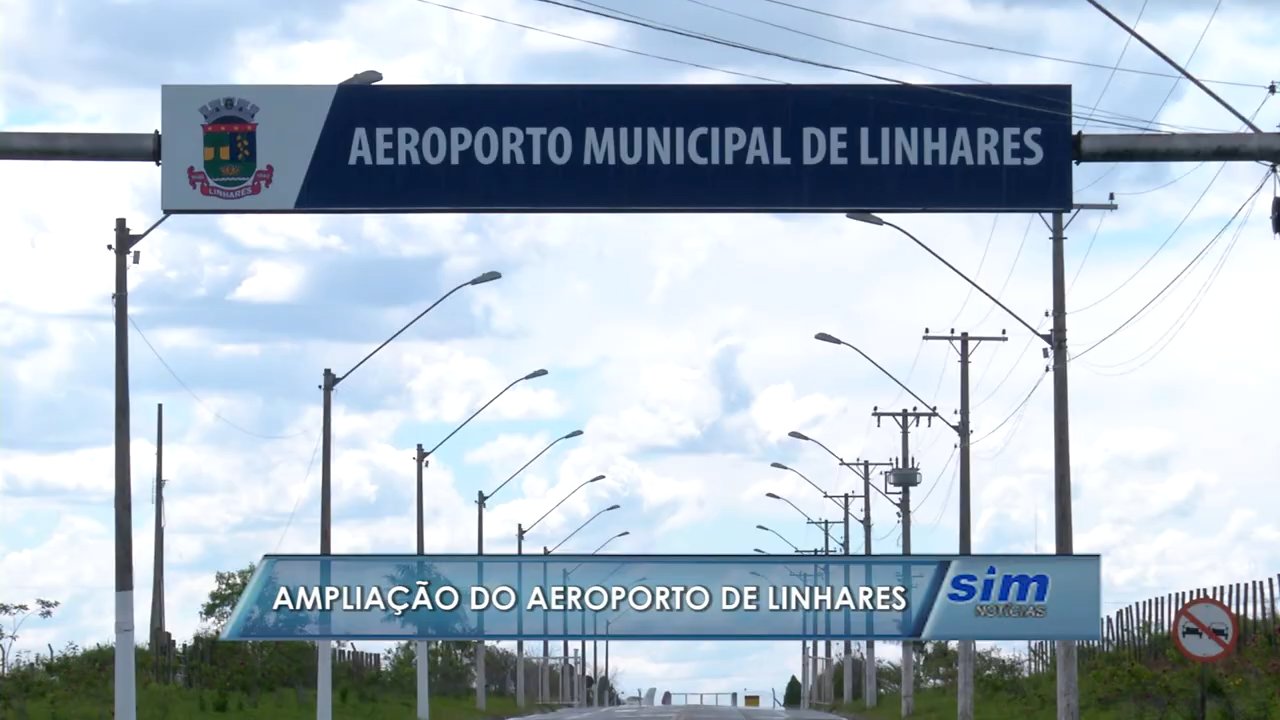 AEROPORTO MUNICIPAL DE LINHARES
LINHARES
AMPLIAÇÃO DO AEROPORTO DE LINHARES
sim
NOTÍCIAS